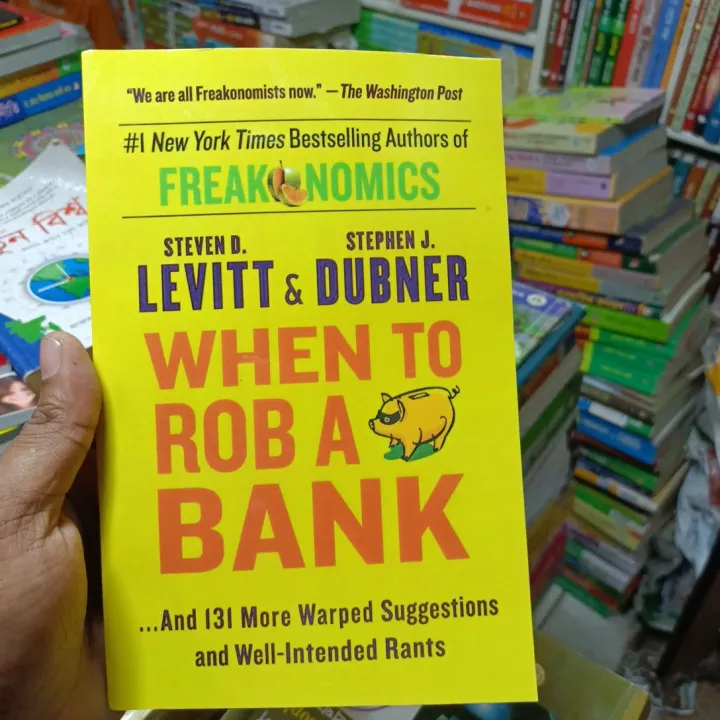 "We are all Freakonomists now." —The Washington Post
#1 New York Times Bestselling Authors of
FREAKONOMICS
STEVEN D. LEVITT & STEPHEN J. DUBNER
WHEN TO
ROB A
BANK
...And 131 More Warped Suggestions
and Well-Intended Rants